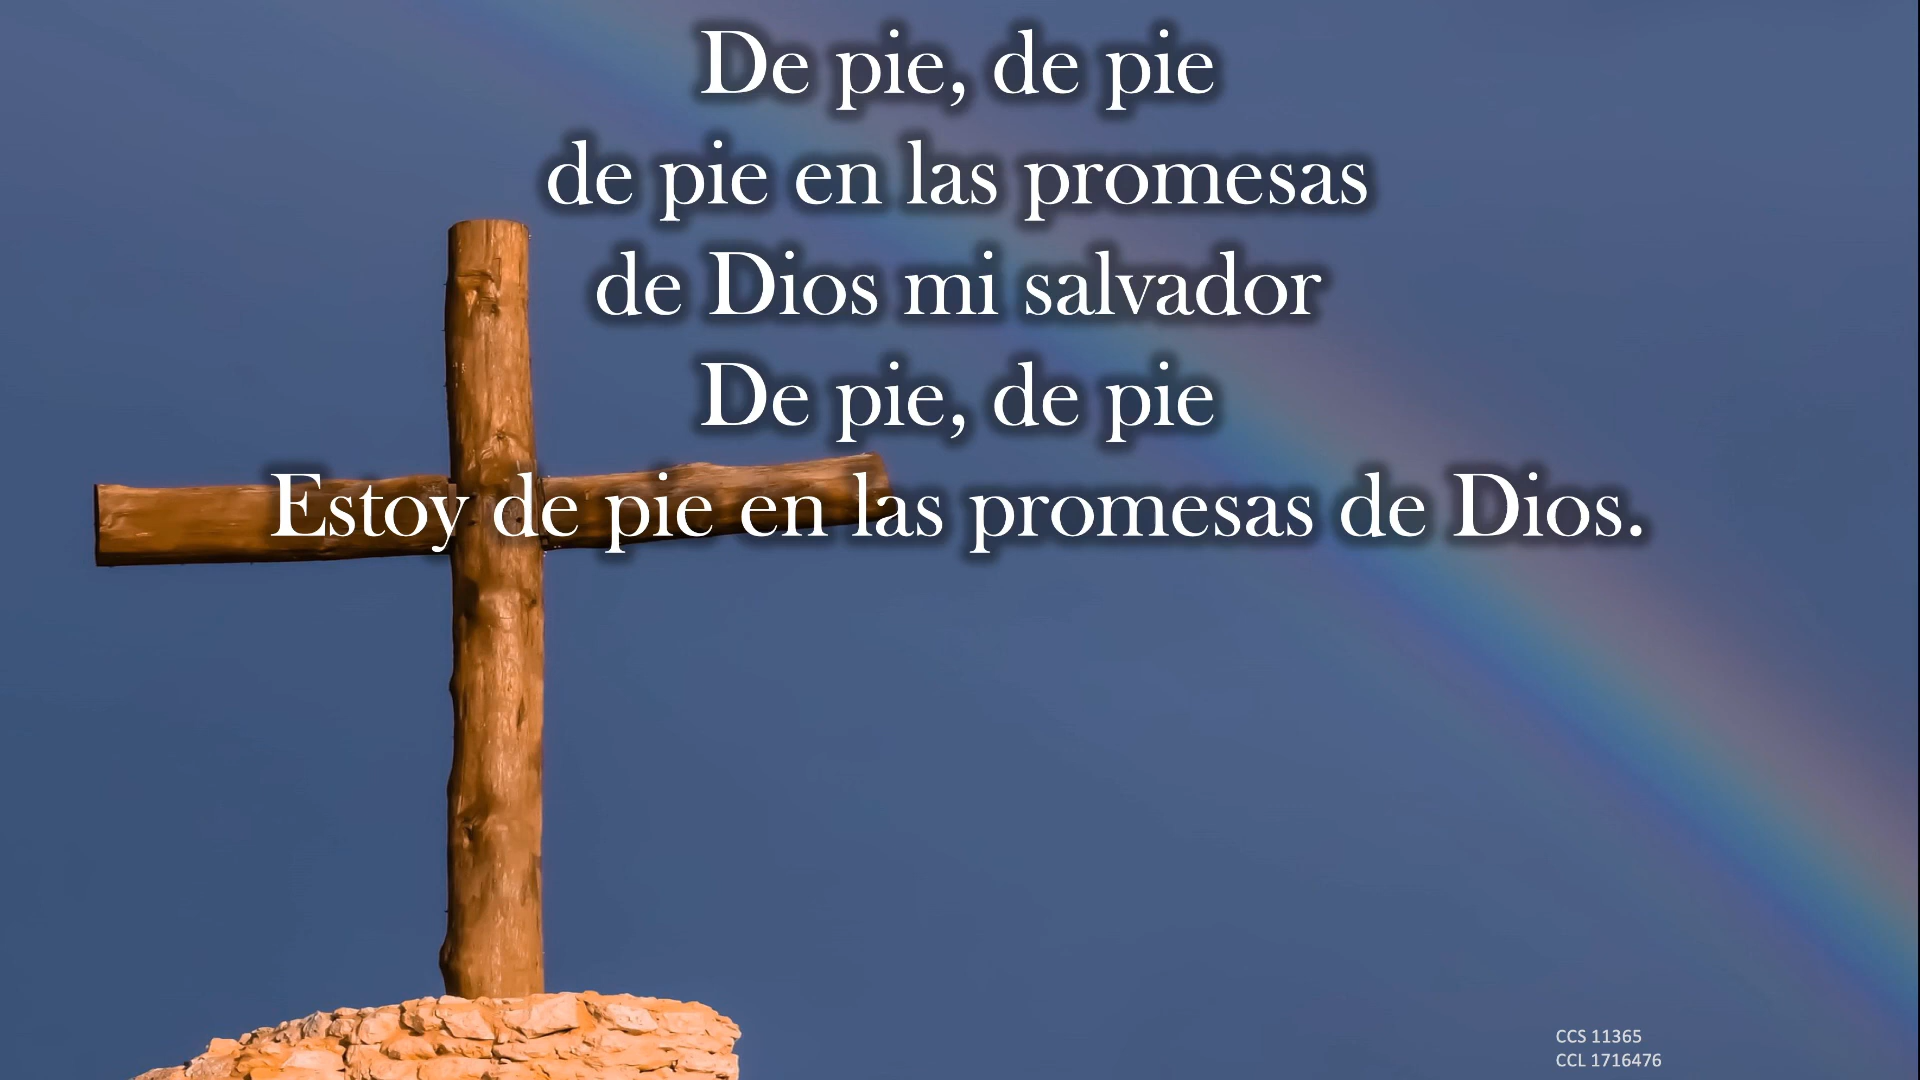 De pie, de pie
de pie en las promesas
de Dios mi salvador
De pie, de pie
Estoy de pie en las promesas de Dios.
CCS 11365
CCL 1716476